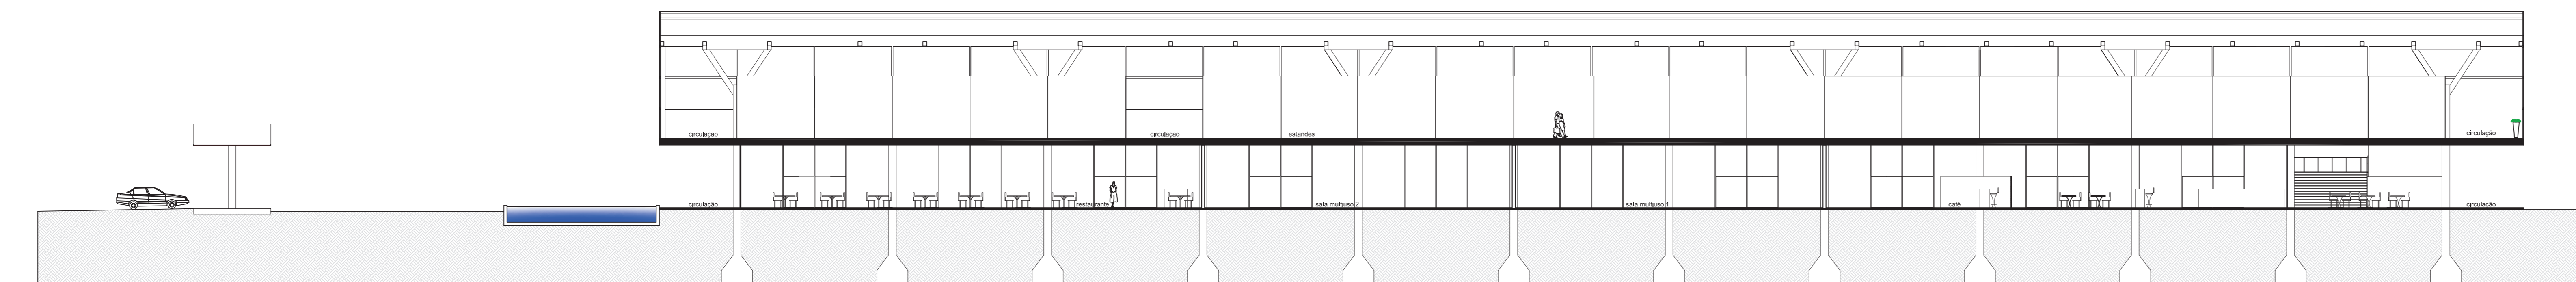 circulação
circulação
estandes
circulação
circulação
restaurante
sala multiuso 2
sala multiuso 1
café
circulação